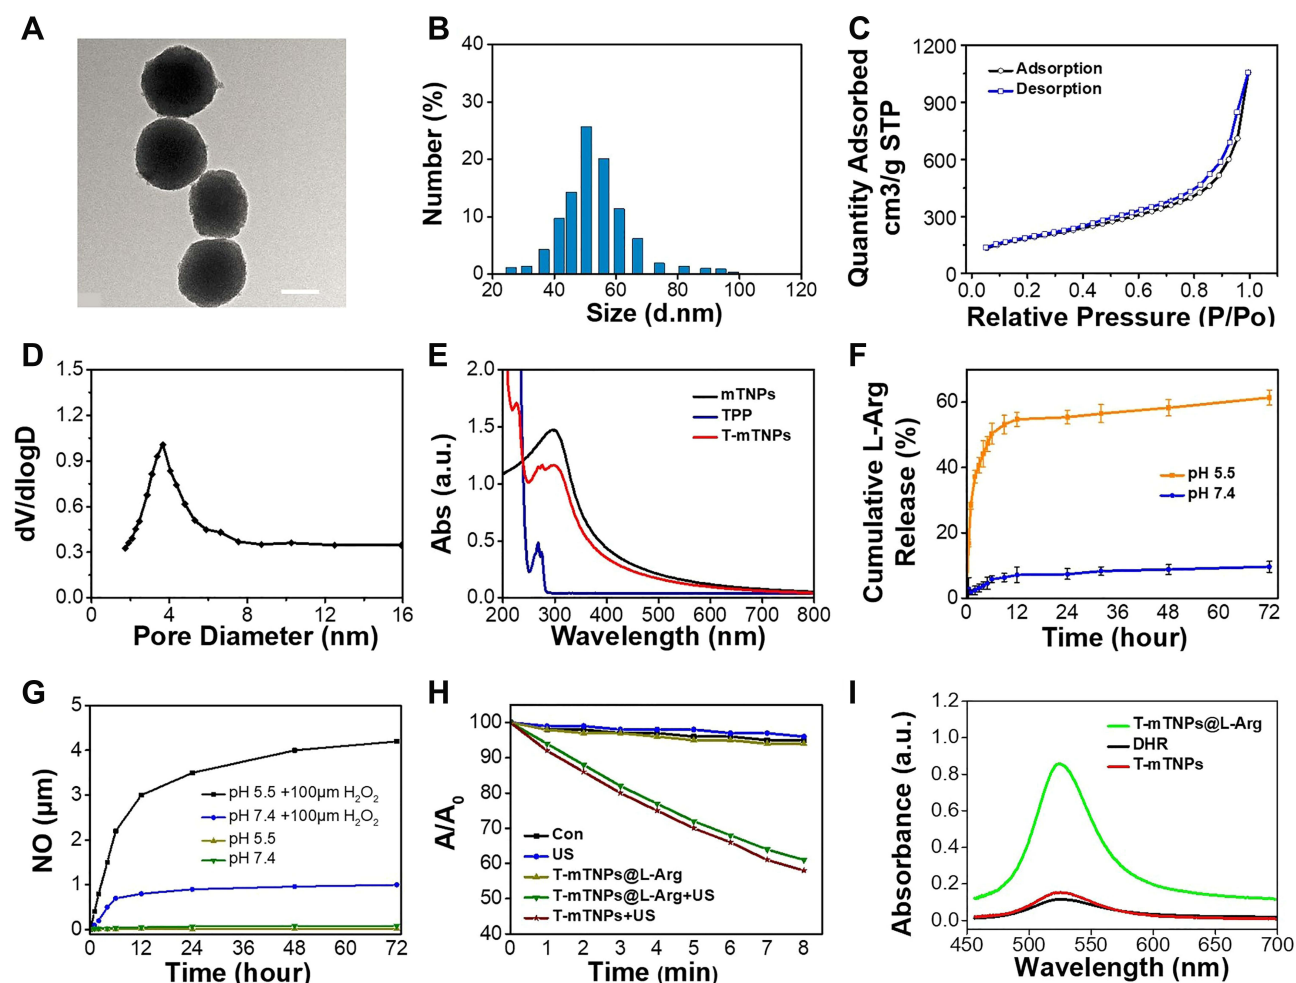 A
B
Number (%)
40
30
20
10
0
20 40 60 80 100 120
Size (d.nm)
C
Quantity Adsorbed
cm3/g STP
1200
900
600
300
0
Adsorption
Desorption
0.0 0.2 0.4 0.6 0.8 1.0
Relative Pressure (P/Po)
D
dV/dlogD
1.5
1.2
0.9
0.6
0.3
0.0
0 4 8 12 16
Pore Diameter (nm)
E
Abs (a.u.)
2.0
1.5
1.0
0.5
0.0
mTNPs
TPP
T-mTNPs
200 300 400 500 600 700 800
Wavelength (nm)
F
Cumulative L-Arg
Release (%)
60
40
20
0
pH 5.5
pH 7.4
0 12 24 36 48 60 72
Time (hour)
G
NO (μm)
5
4
3
2
1
0
pH 5.5 +100μm H₂O₂
pH 7.4 +100μm H₂O₂
pH 5.5
pH 7.4
0 12 24 36 48 60 72
Time (hour)
H
A/A₀
100
90
80
70
60
50
40
Con
US
T-mTNPs@L-Arg
T-mTNPs@L-Arg+US
T-mTNPs+US
0 1 2 3 4 5 6 7 8
Time (min)
I
Absorbance (a.u.)
1.2
1.0
0.8
0.6
0.4
0.2
0.0
T-mTNPs@L-Arg
DHR
T-mTNPs
450 500 550 600 650 700
Wavelength (nm)